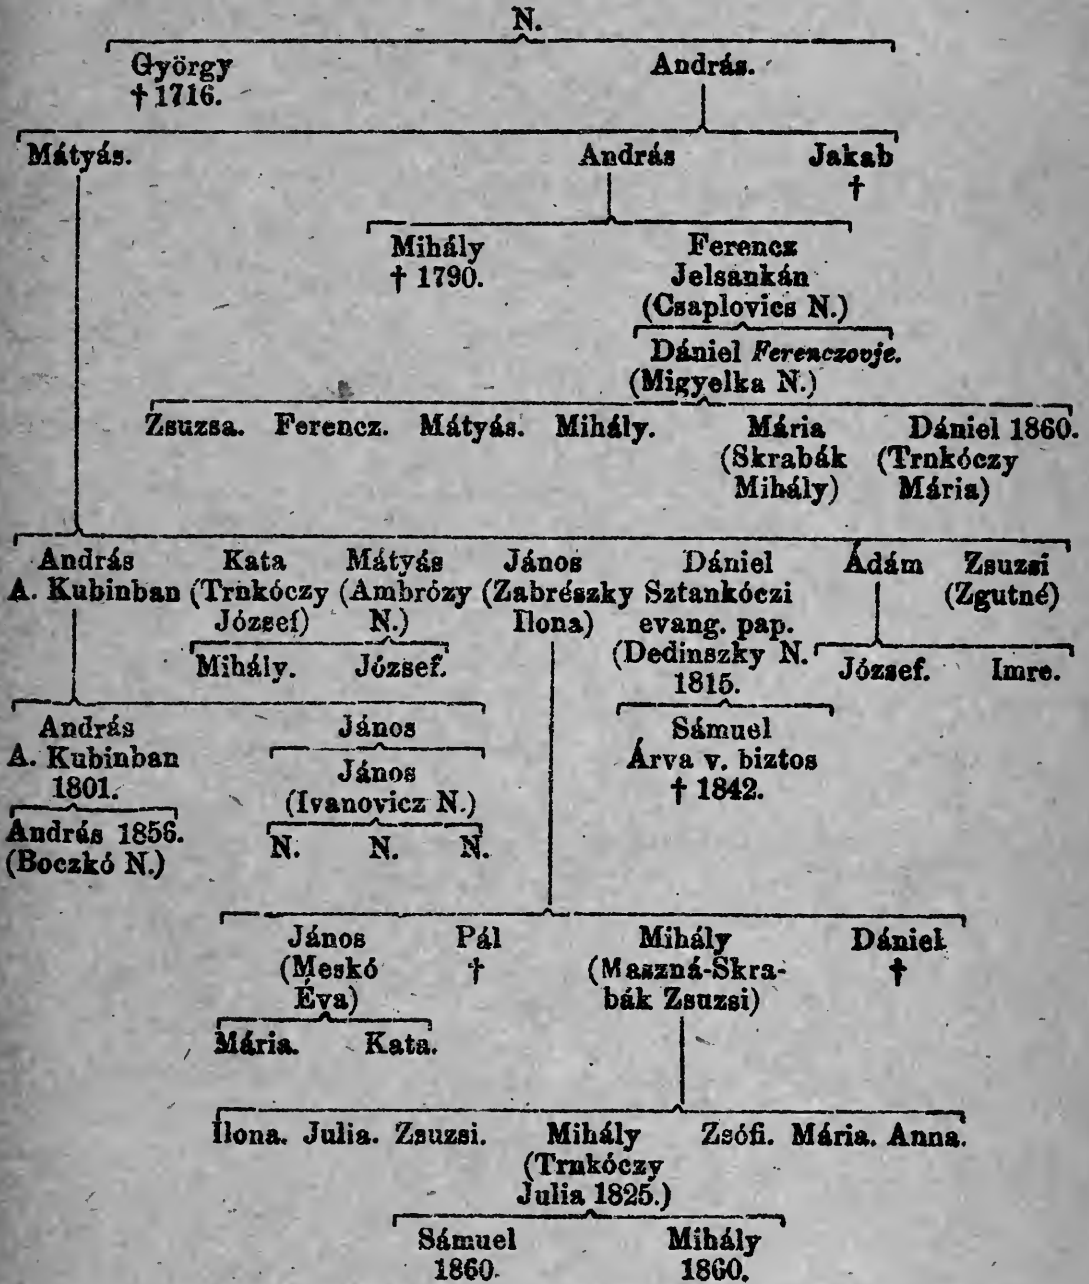 N.
György András.
† 1716.
Mátyás. András Jakab
†
Mihály Ferencz
† 1790. Jelsankán
(Csaplovics N.)
Dániel Ferenczovje.
(Migyelka N.)
Zsuzsa. Ferencz. Mátyás. Mihály. Mária Dániel 1860.
(Skrabák (Trnkóczy
Mihály) Mária)
András Kata Mátyás János Dániel Ádám Zsuzsi
A. Kubinban (Trnkóczy (Ambrózy (Zabrészky Sztankóczi (Zgutné)
József) N.) Ilona) evang. pap.
Mihály. József. (Dedinszky N. József. Imre.
1815.
András János Sámuel
A. Kubinban János Árva v. biztos
1801. (Ivanovicz N.) † 1842.
András 1856. N. N. N.
(Boczkó N.)
János Pál Mihály Dániel
(Meskó † (Maszná-Skra- †
Éva) bák Zsuzsi)
Mária. Kata.
Ilona. Julia. Zsuzsi. Mihály Zsófi. Mária. Anna.
(Trnkóczy
Julia 1825.)
Sámuel Mihály
1860. 1860.